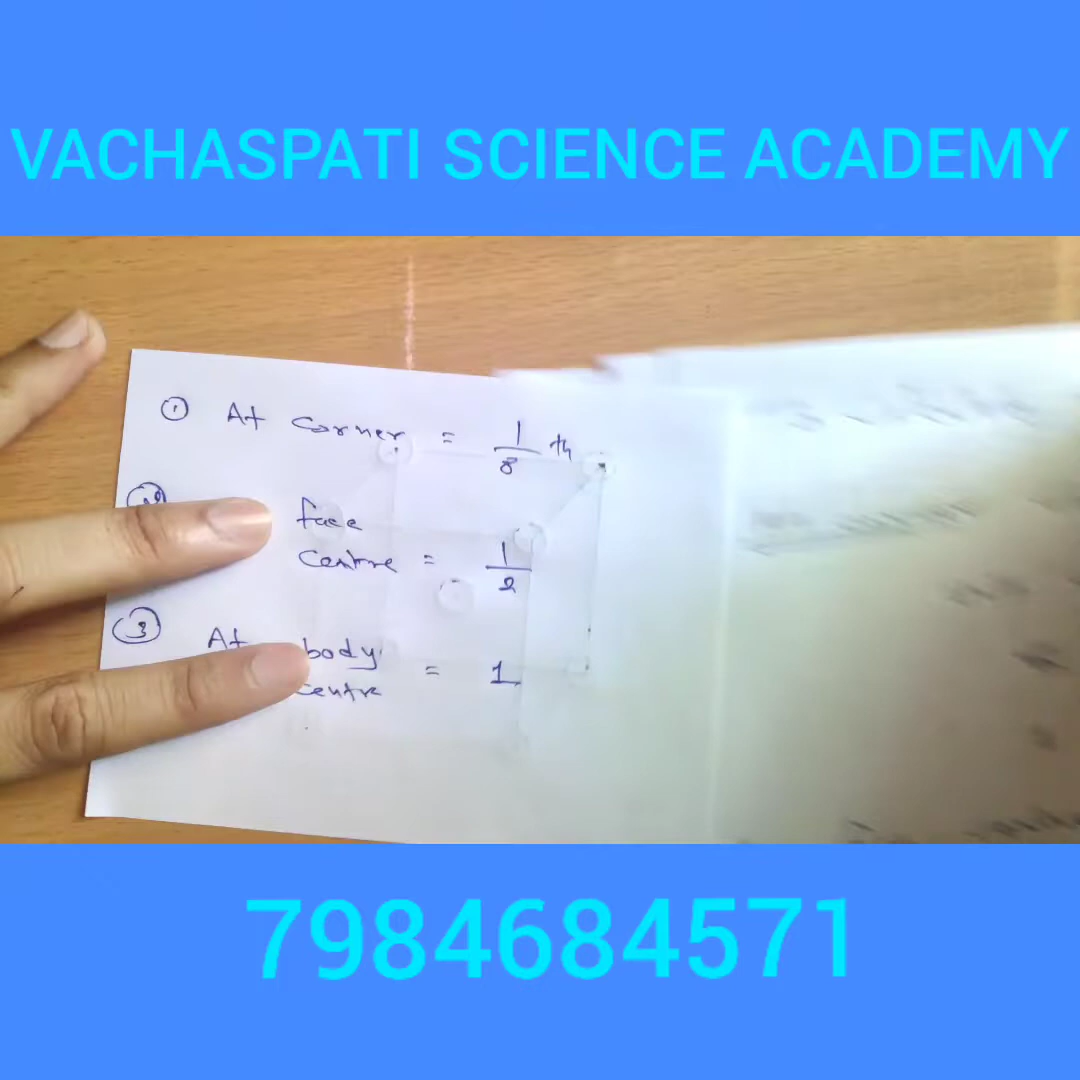 VACHASPATI SCIENCE ACADEMY
① At corner = 1/8 th
face
centre = 1/2
③ At body
centre = 1
7984684571